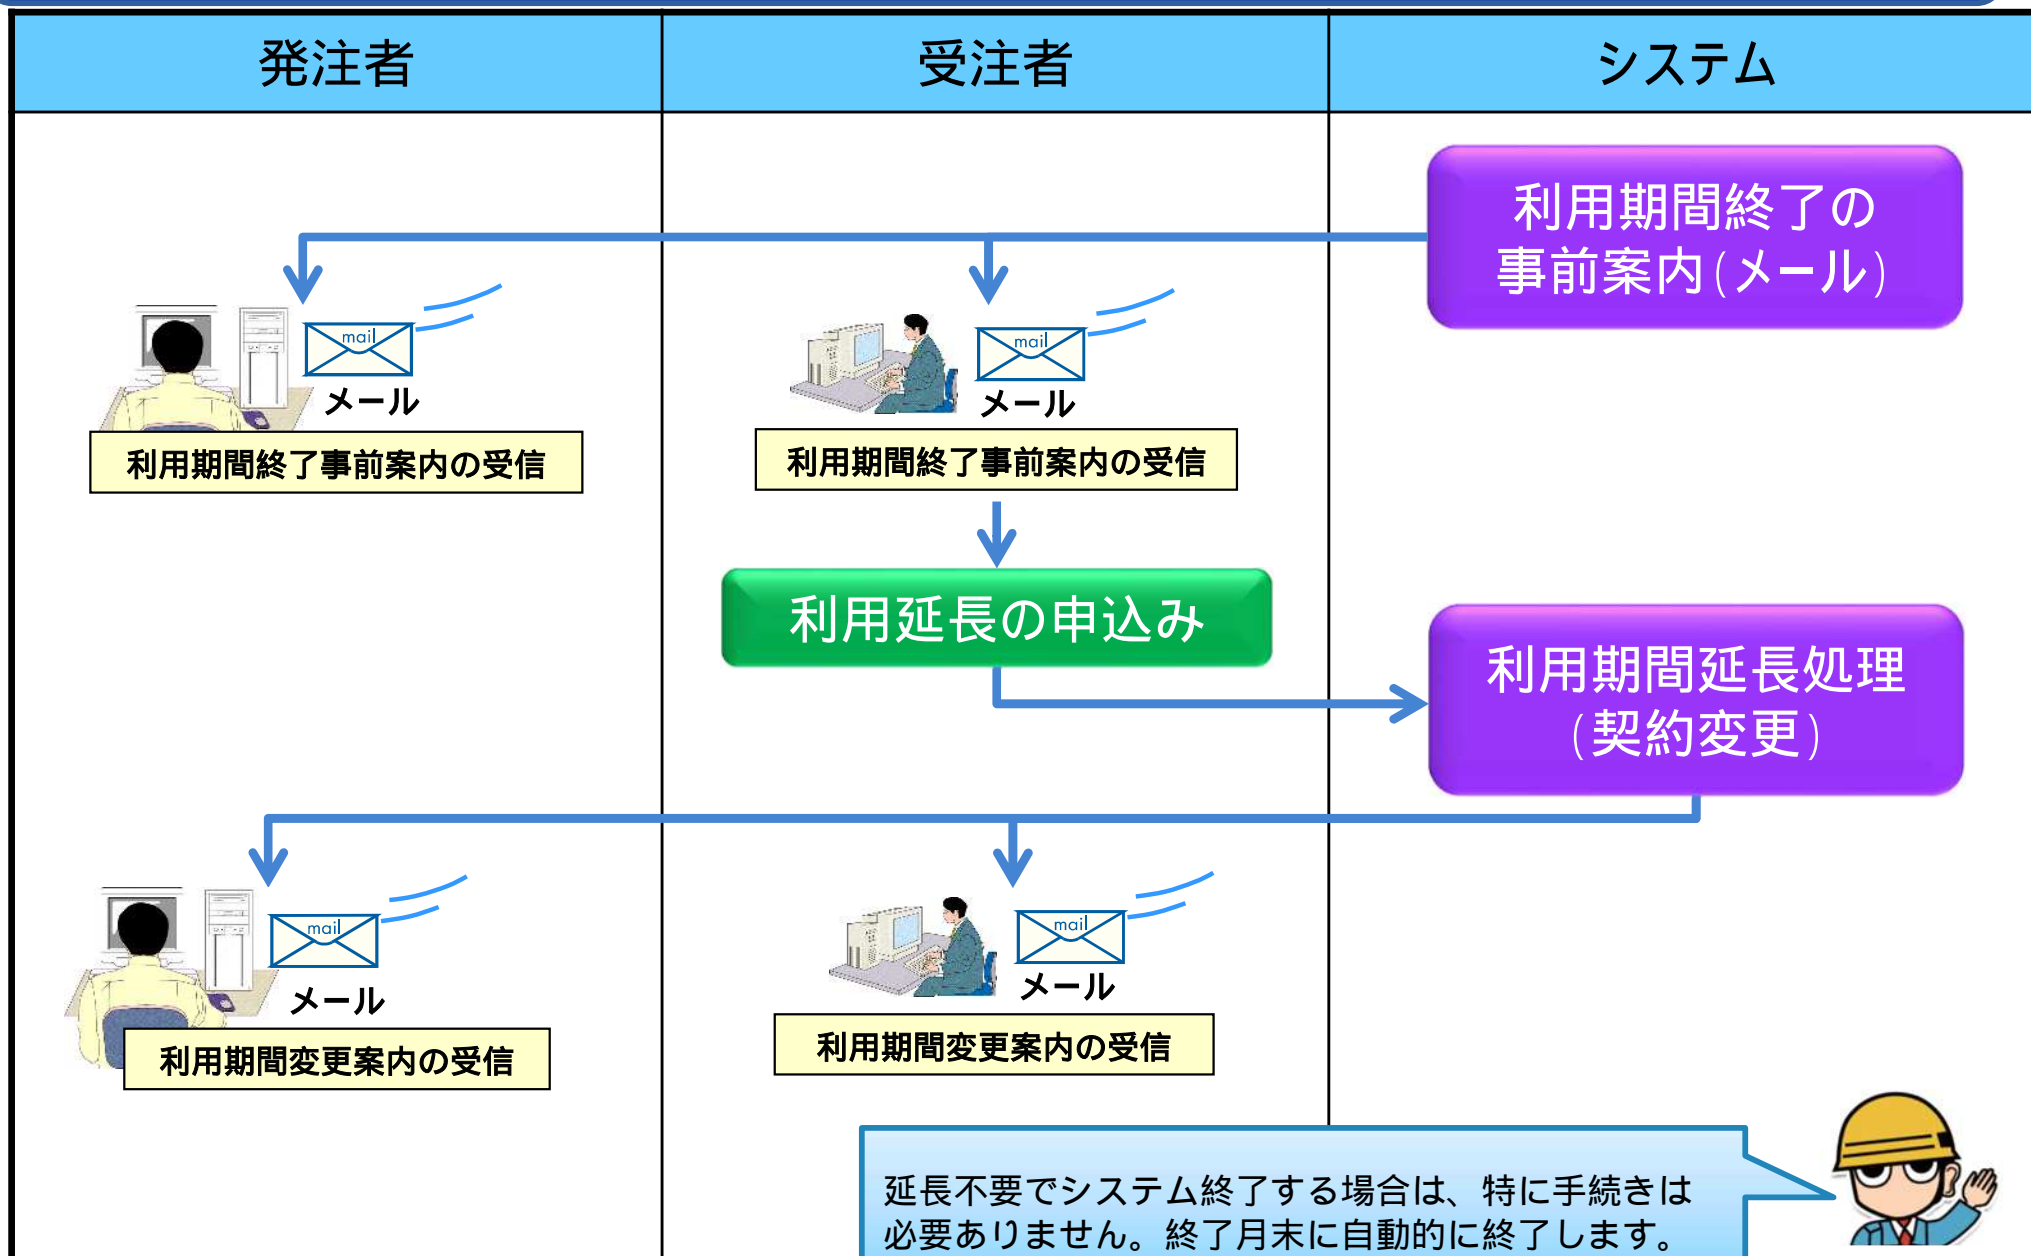 発注者
受注者
システム
利用期間終了の
事前案内(メール)
mail
メール
利用期間終了事前案内の受信
mail
メール
利用期間終了事前案内の受信
利用延長の申込み
利用期間延長処理
(契約変更)
mail
メール
利用期間変更案内の受信
mail
メール
利用期間変更案内の受信
延長不要でシステム終了する場合は、特に手続きは
必要ありません。終了月末に自動的に終了します。